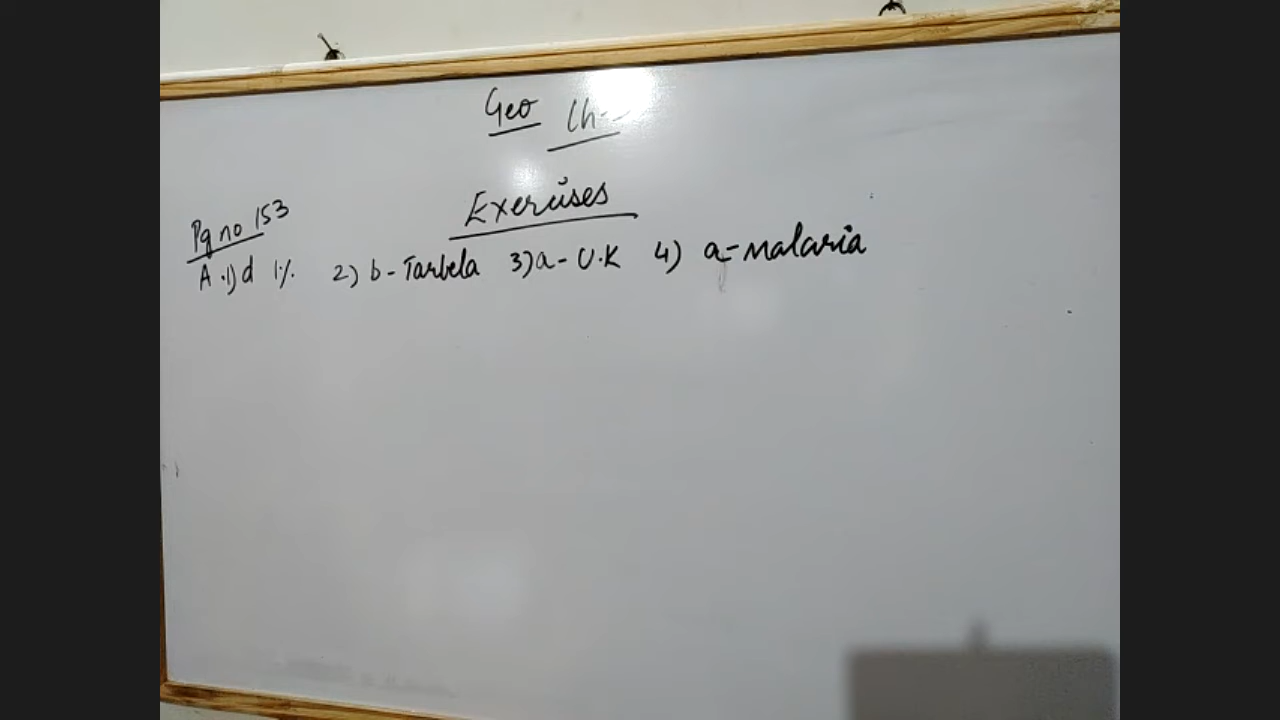 Geo Ch-
Exercises
Pg no 153
A.1) d 1% 2) b - Tarbela 3) a - U.K 4) a - malaria